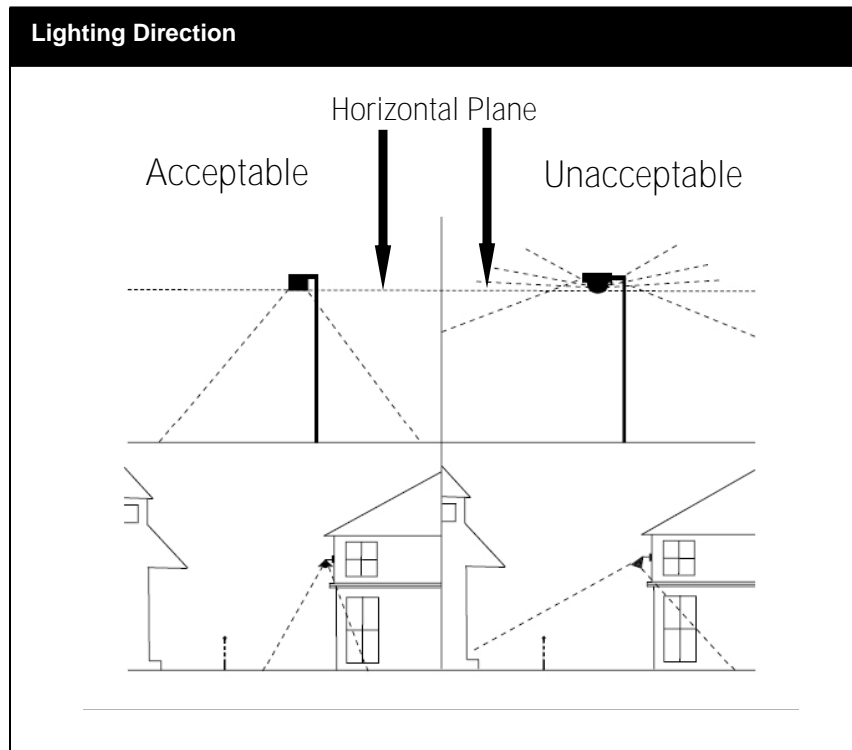 Lighting Direction
Horizontal Plane
Acceptable
Unacceptable